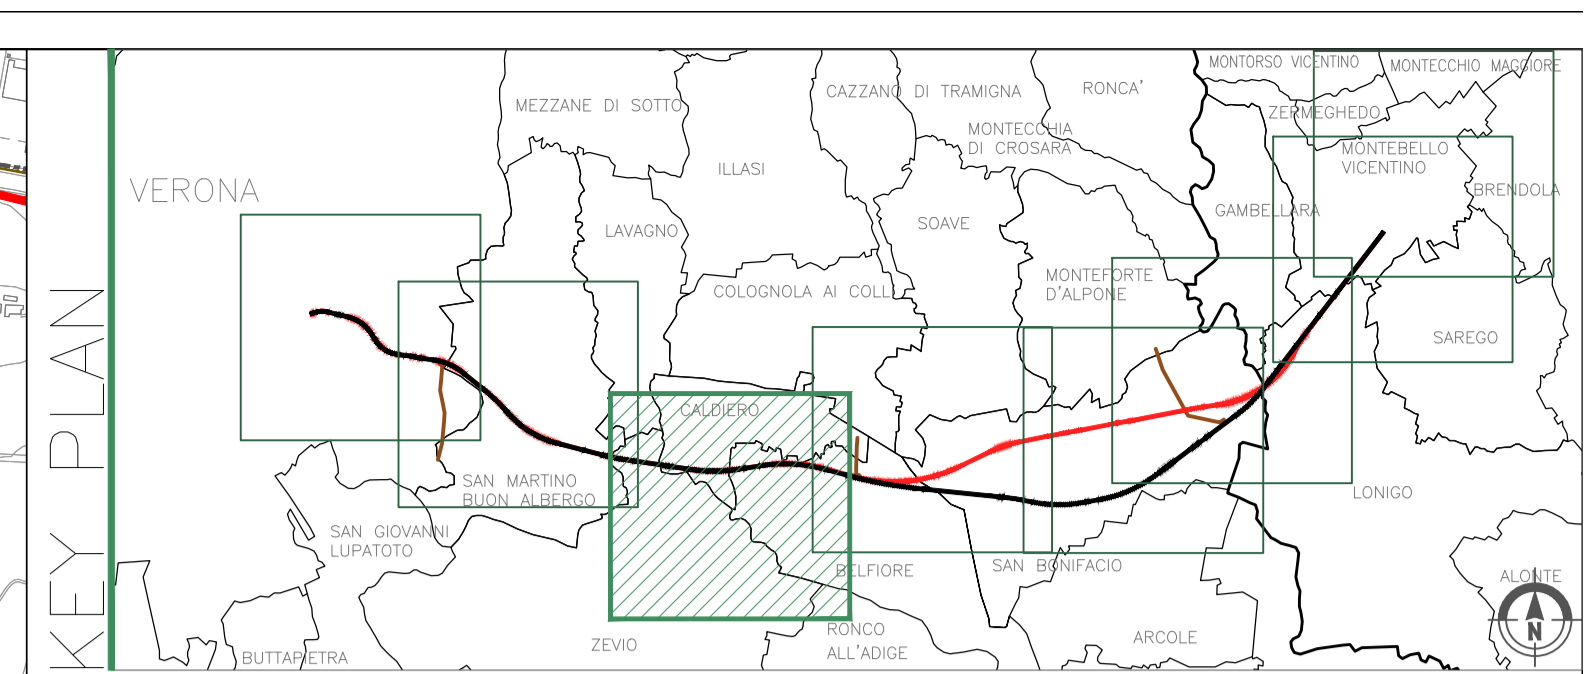 KEY PLAN
MONTORSO VICENTINO
MONTECCHIO MAGGIORE
MEZZANE DI SOTTO
CAZZANO DI TRAMIGNA
RONCA'
ZERMEGHEDO
MONTECCHIA
DI CROSARA
MONTEBELLO
VICENTINO
ILLASI
VERONA
BRENDOLA
GAMBELLARA
LAVAGNO
SOAVE
MONTEFORTE
D'ALPONE
COLOGNOLA AI COLLI
SAREGO
CALDIERO
SAN MARTINO
BUON ALBERGO
LONIGO
SAN GIOVANNI
LUPATOTO
BELFIORE
SAN BONIFACIO
ALONTE
N
RONCO
ALL'ADIGE
ARCOLE
ZEVIO
BUTTAPIETRA